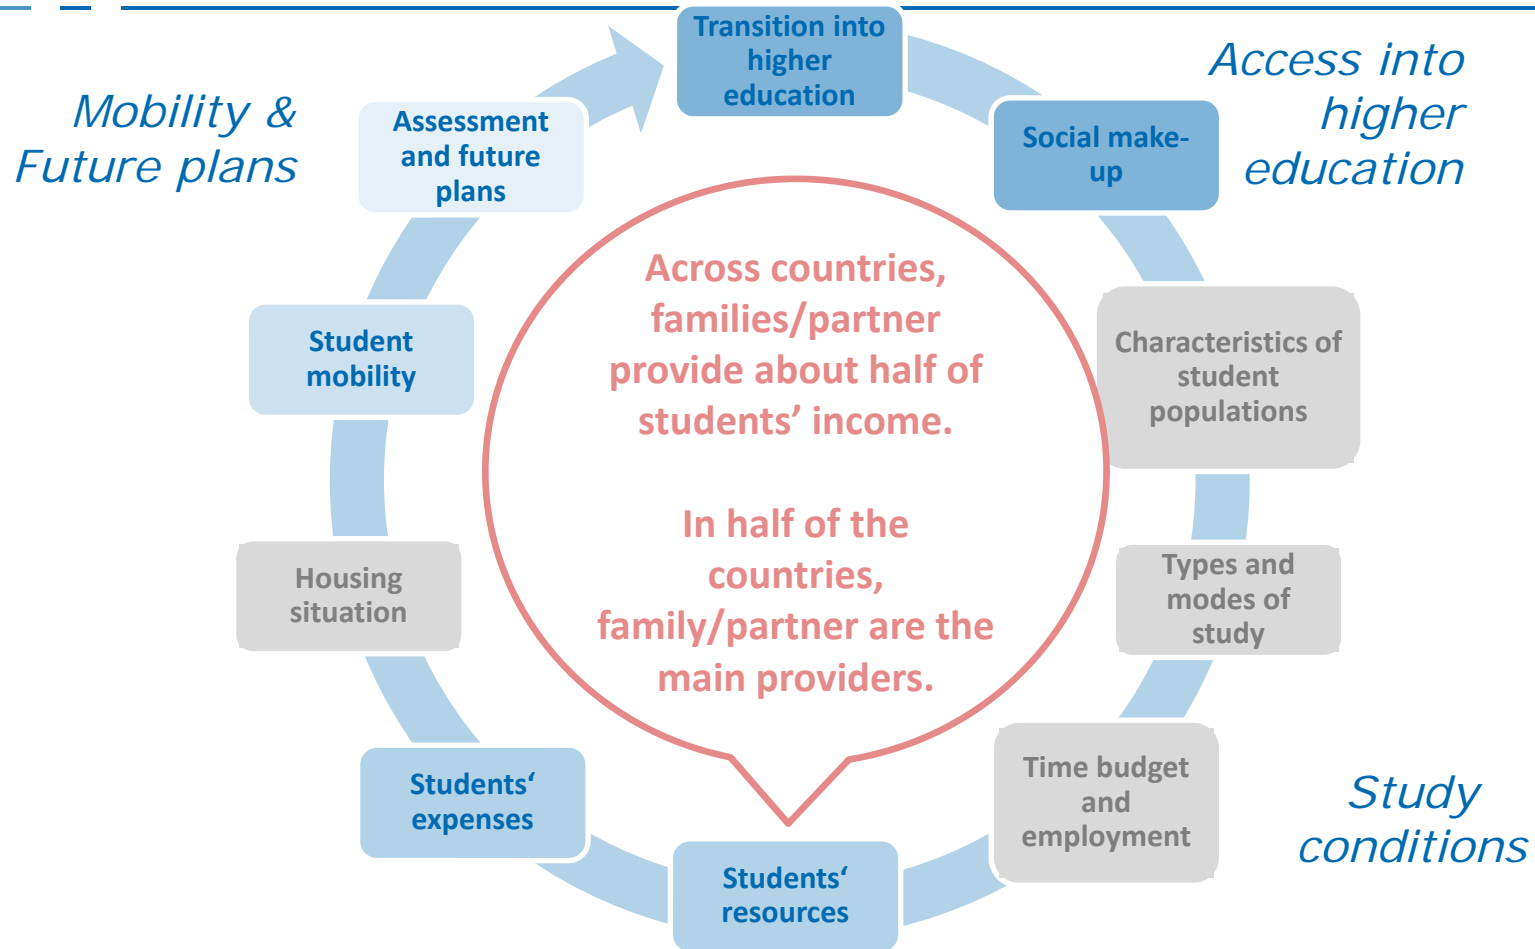 Transition into
higher
education
Access into
higher
education
Social make-
up
Characteristics of
student
populations
Types and
modes of
study
Time budget
and
employment
Study
conditions
Students‘
resources
Students‘
expenses
Housing
situation
Student
mobility
Assessment
and future
plans
Mobility &
Future plans
Across countries,
families/partner
provide about half of
students’ income.
In half of the
countries,
family/partner are the
main providers.